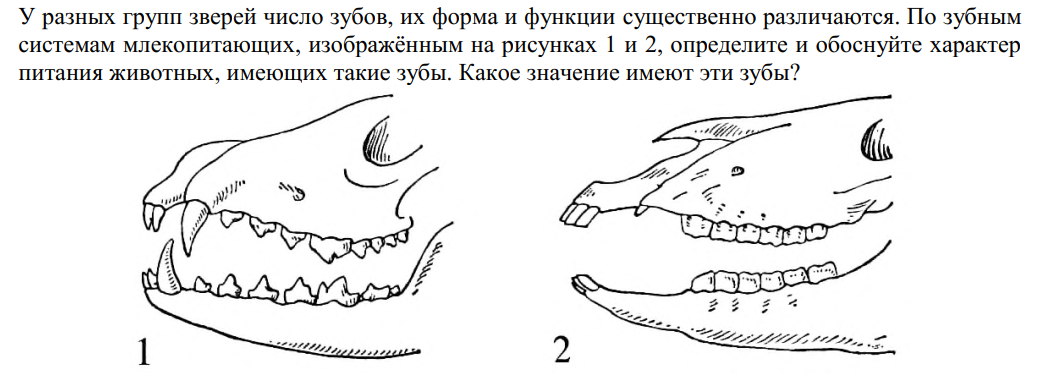 У разных групп зверей число зубов, их форма и функции существенно различаются. По зубным
системам млекопитающих, изображённым на рисунках 1 и 2, определите и обоснуйте характер
питания животных, имеющих такие зубы. Какое значение имеют эти зубы?
1
2